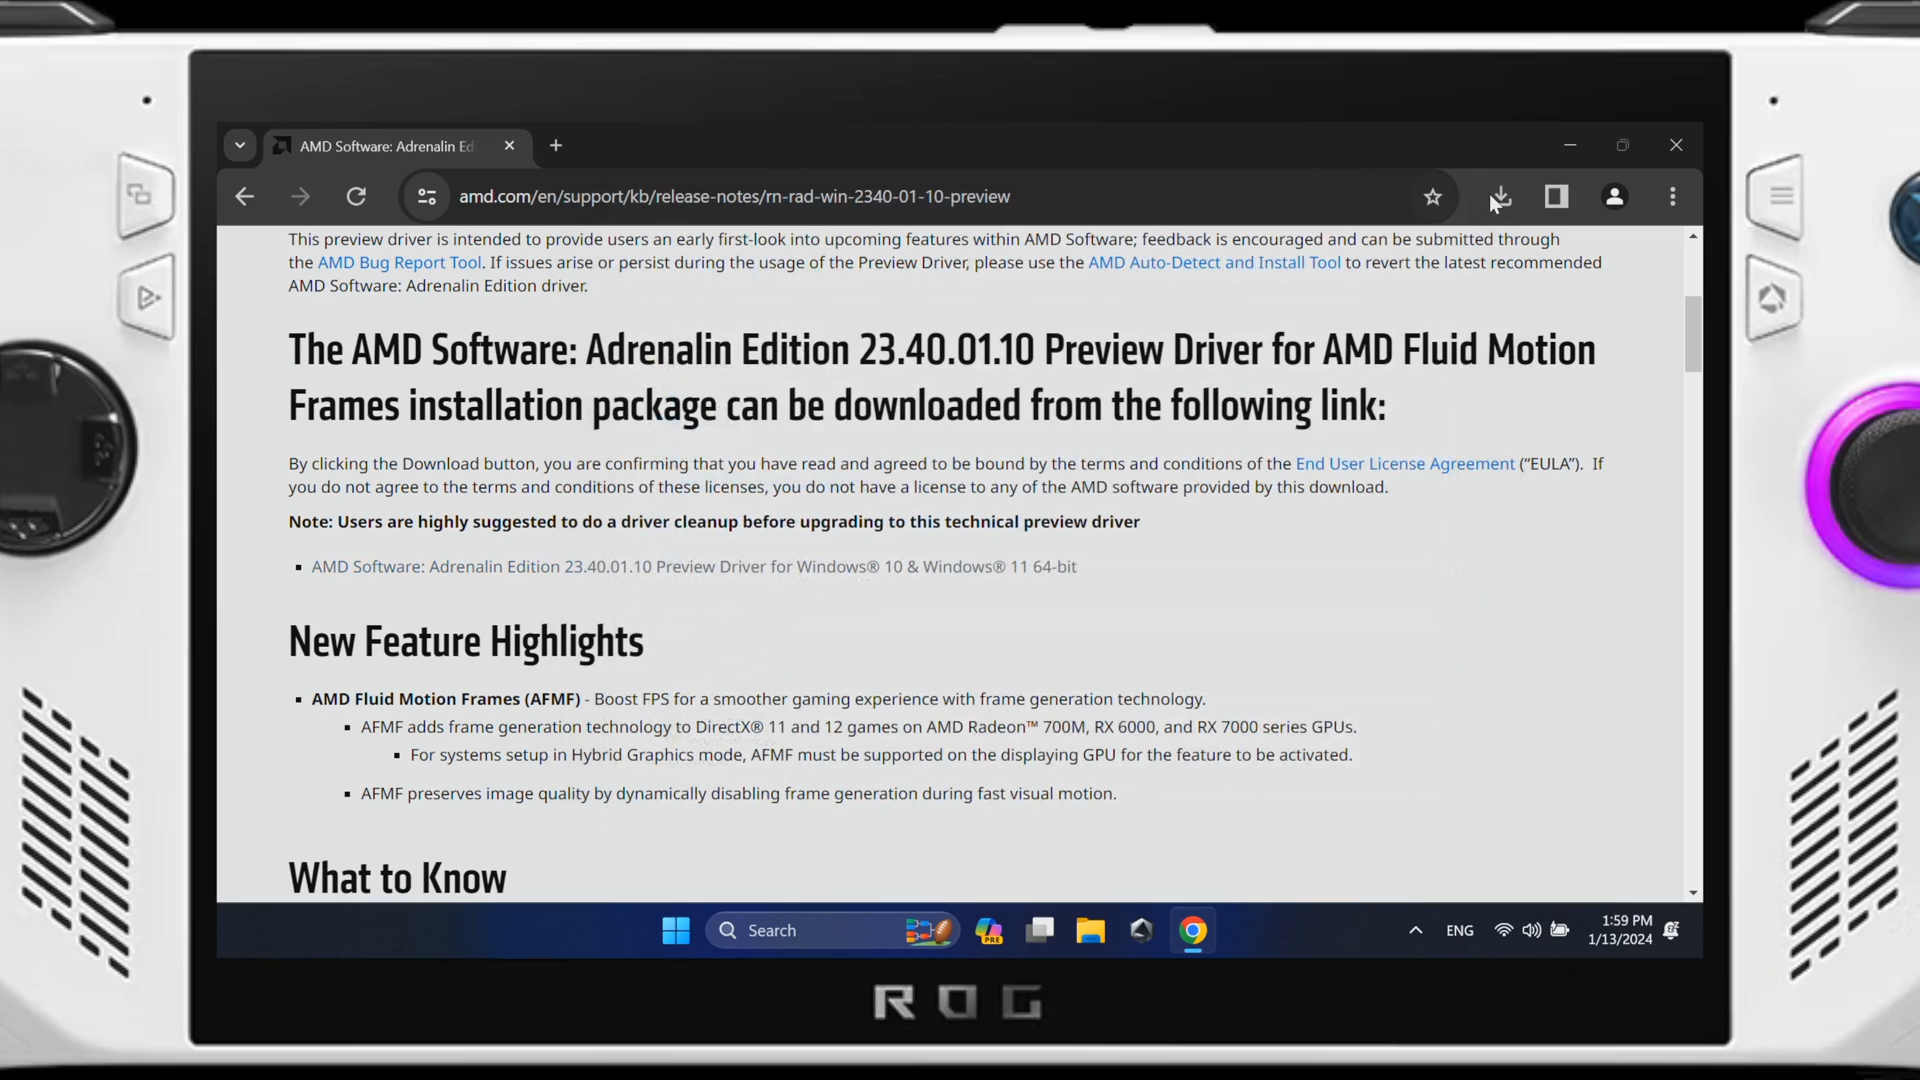 AMD Software: Adrenalin Ed
amd.com/en/support/kb/release-notes/rn-rad-win-2340-01-10-preview
This preview driver is intended to provide users an early first-look into upcoming features within AMD Software; feedback is encouraged and can be submitted through
the AMD Bug Report Tool. If issues arise or persist during the usage of the Preview Driver, please use the AMD Auto-Detect and Install Tool to revert the latest recommended
AMD Software: Adrenalin Edition driver.
The AMD Software: Adrenalin Edition 23.40.01.10 Preview Driver for AMD Fluid Motion
Frames installation package can be downloaded from the following link:
By clicking the Download button, you are confirming that you have read and agreed to be bound by the terms and conditions of the End User License Agreement (“EULA”).  If
you do not agree to the terms and conditions of these licenses, you do not have a license to any of the AMD software provided by this download.
Note: Users are highly suggested to do a driver cleanup before upgrading to this technical preview driver
▪ AMD Software: Adrenalin Edition 23.40.01.10 Preview Driver for Windows® 10 & Windows® 11 64-bit
New Feature Highlights
▪ AMD Fluid Motion Frames (AFMF) - Boost FPS for a smoother gaming experience with frame generation technology.
▪ AFMF adds frame generation technology to DirectX® 11 and 12 games on AMD Radeon™ 700M, RX 6000, and RX 7000 series GPUs.
▪ For systems setup in Hybrid Graphics mode, AFMF must be supported on the displaying GPU for the feature to be activated.
▪ AFMF preserves image quality by dynamically disabling frame generation during fast visual motion.
What to Know
Search
PRE
ENG
1:59 PM
1/13/2024
ROG